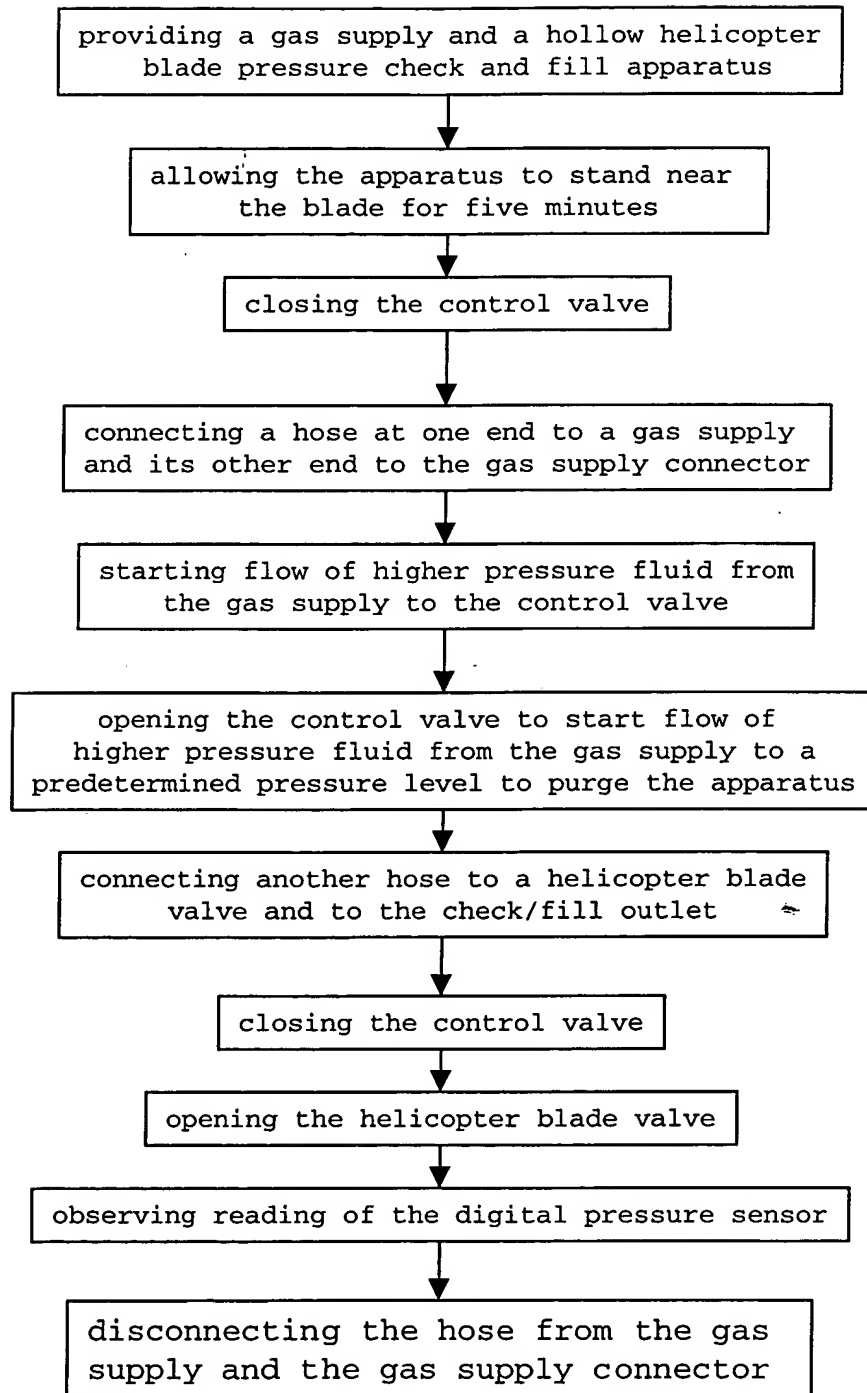 providing a gas supply and a hollow helicopter
blade pressure check and fill apparatus
allowing the apparatus to stand near
the blade for five minutes
closing the control valve
connecting a hose at one end to a gas supply
and its other end to the gas supply connector
starting flow of higher pressure fluid from
the gas supply to the control valve
opening the control valve to start flow of
higher pressure fluid from the gas supply to a
predetermined pressure level to purge the apparatus
connecting another hose to a helicopter blade
valve and to the check/fill outlet
closing the control valve
opening the helicopter blade valve
observing reading of the digital pressure sensor
disconnecting the hose from the gas
supply and the gas supply connector